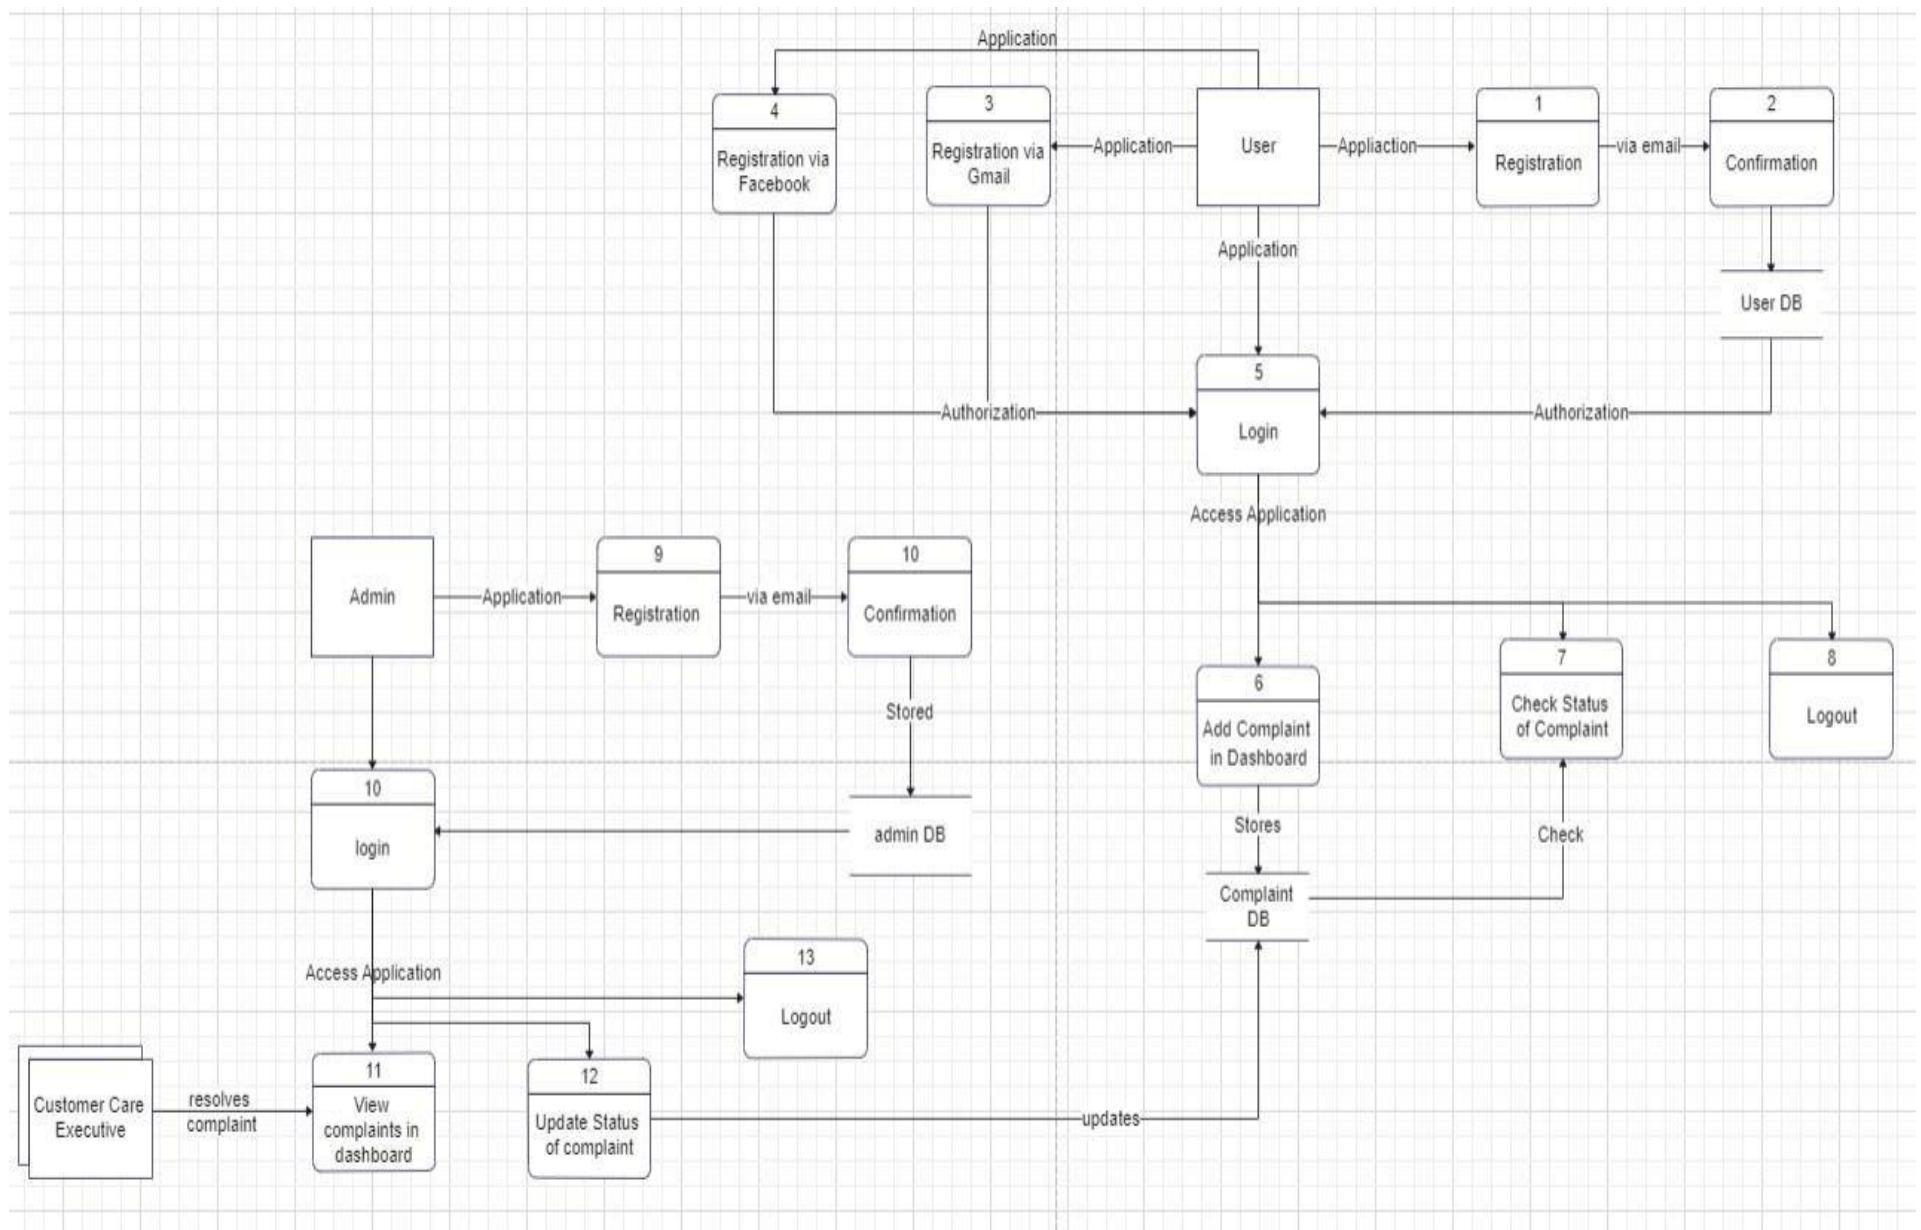 Application
4
Registration via
Facebook
3
Registration via
Gmail
Application
User
Appliaction
1
Registration
via email
2
Confirmation
Application
User DB
5
Login
Authorization
Authorization
Access Application
Admin
Application
9
Registration
via email
10
Confirmation
Stored
6
Add Complaint
in Dashboard
7
Check Status
of Complaint
8
Logout
10
login
admin DB
Stores
Check
Complaint
DB
Access Application
13
Logout
Customer Care
Executive
resolves
complaint
11
View
complaints in
dashboard
12
Update Status
of complaint
updates